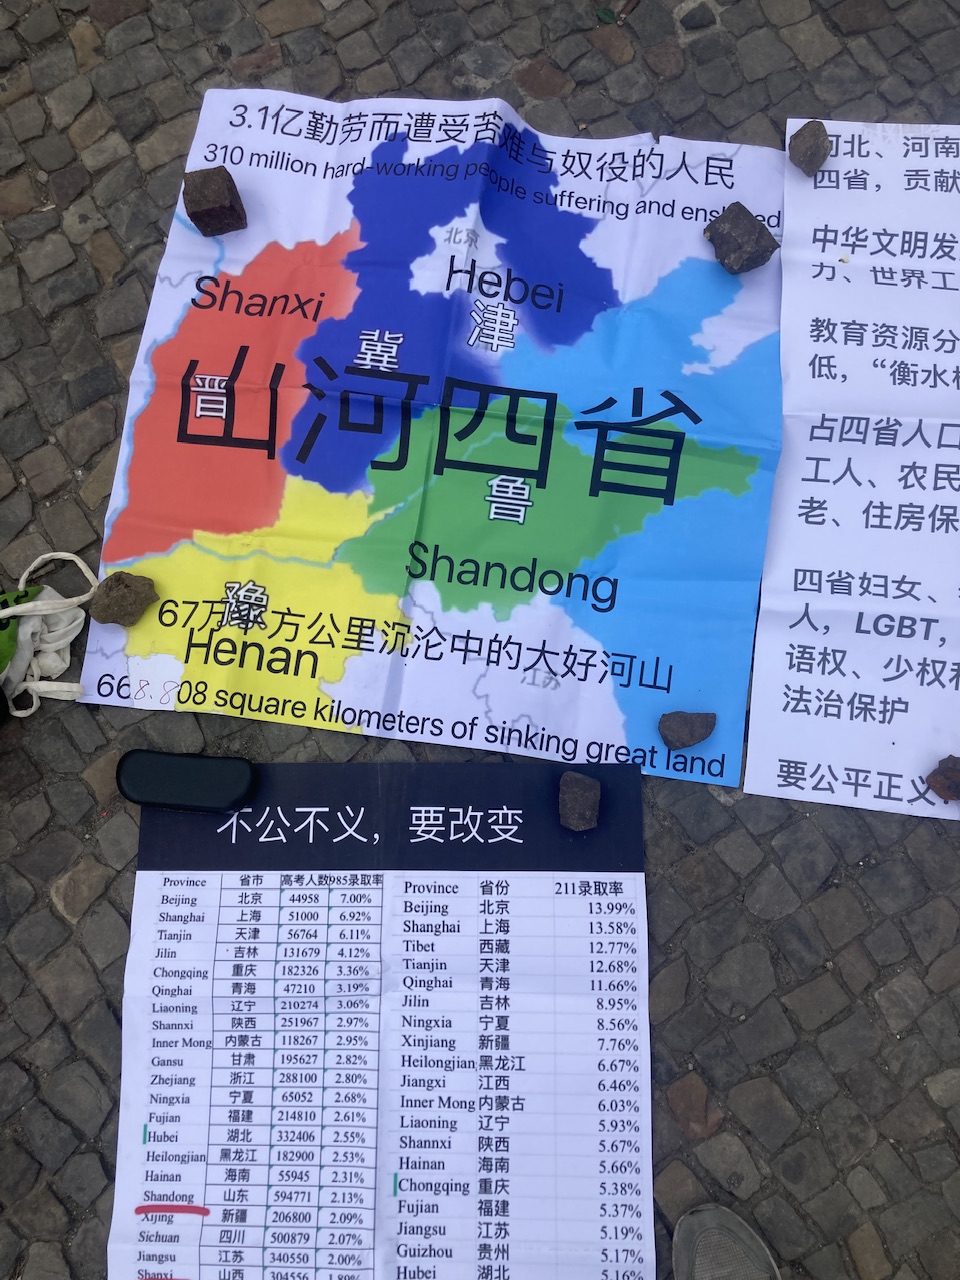 3.1亿勤劳而遭受苦难与奴役的人民
310 million hard-working people suffering and enslaved
北京
Shanxi
Hebei
津
冀
晋
山河四省
鲁
Shandong
豫
67万平方公里沉沦中的大好河山
Henan
江苏
668.808 square kilometers of sinking great land
河北、河南
四省，贡献
中华文明发
力、世界工
教育资源分
低，“衡水
占四省人口
工人、农民
老、住房保
四省妇女、
人，LGBT，
语权、少权
法治保护
要公平正义
不公不义，要改变
Province 省市 高考人数 985录取率
Beijing 北京 44958 7.00%
Shanghai 上海 51000 6.92%
Tianjin 天津 56764 6.11%
Jilin 吉林 131679 4.12%
Chongqing 重庆 182326 3.36%
Qinghai 青海 47210 3.19%
Liaoning 辽宁 210274 3.06%
Shannxi 陕西 251967 2.97%
Inner Mong 内蒙古 118267 2.95%
Gansu 甘肃 195627 2.82%
Zhejiang 浙江 288100 2.80%
Ningxia 宁夏 65052 2.68%
Fujian 福建 214810 2.61%
Hubei 湖北 332406 2.55%
Heilongjian 黑龙江 182900 2.53%
Hainan 海南 55945 2.31%
Shandong 山东 594771 2.13%
Xijing 新疆 206800 2.09%
Sichuan 四川 500879 2.07%
Jiangsu 江苏 340550 2.00%
Shanxi 山西 304556 1.89%
Province 省份 211录取率
Beijing 北京 13.99%
Shanghai 上海 13.58%
Tibet 西藏 12.77%
Tianjin 天津 12.68%
Qinghai 青海 11.66%
Jilin 吉林 8.95%
Ningxia 宁夏 8.56%
Xinjiang 新疆 7.76%
Heilongjian 黑龙江 6.67%
Jiangxi 江西 6.46%
Inner Mong 内蒙古 6.03%
Liaoning 辽宁 5.93%
Shannxi 陕西 5.67%
Hainan 海南 5.66%
Chongqing 重庆 5.38%
Fujian 福建 5.37%
Jiangsu 江苏 5.19%
Guizhou 贵州 5.17%
Hubei 湖北 5.16%